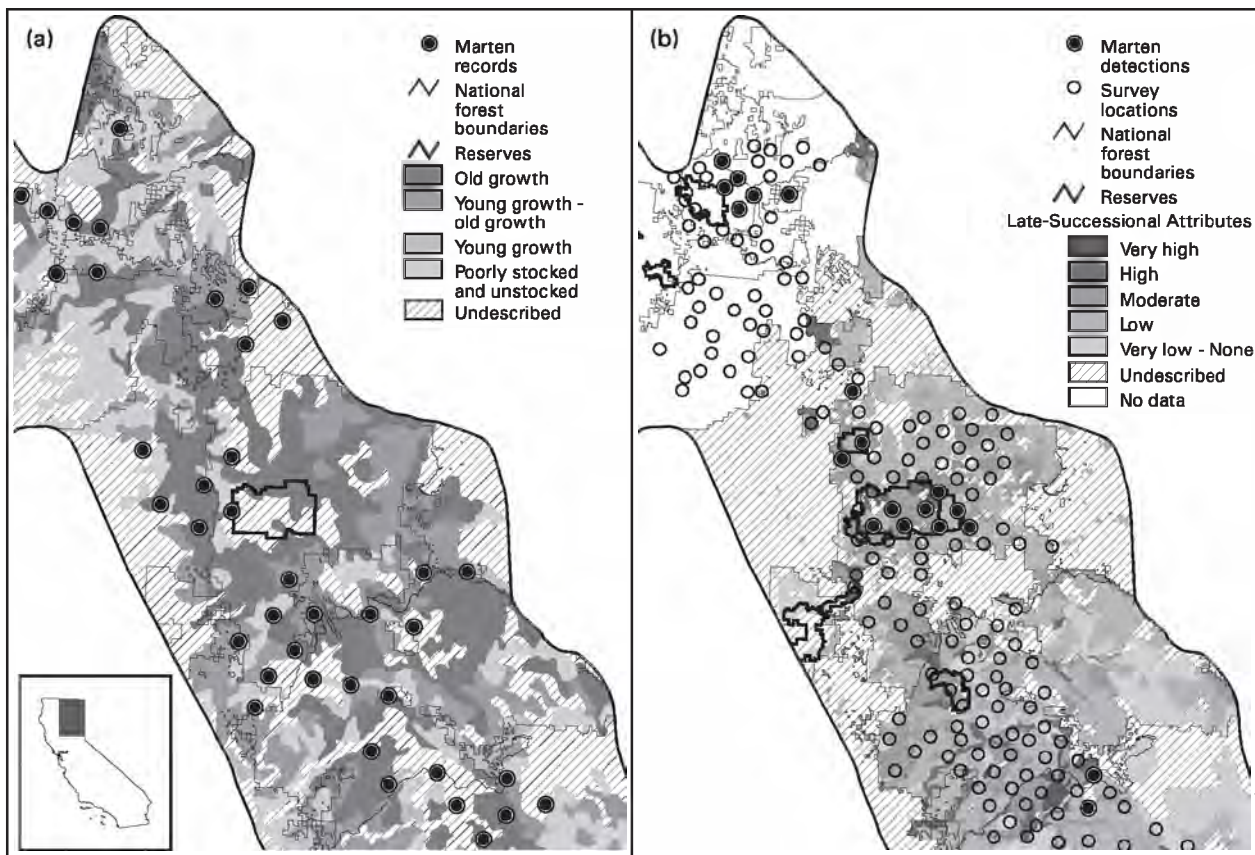 (a)
Marten
records
National
forest
boundaries
Reserves
Old growth
Young growth -
old growth
Young growth
Poorly stocked
and unstocked
Undescribed
(b)
Marten
detections
Survey
locations
National
forest
boundaries
Reserves
Late-Successional Attributes
Very high
High
Moderate
Low
Very low - None
Undescribed
No data